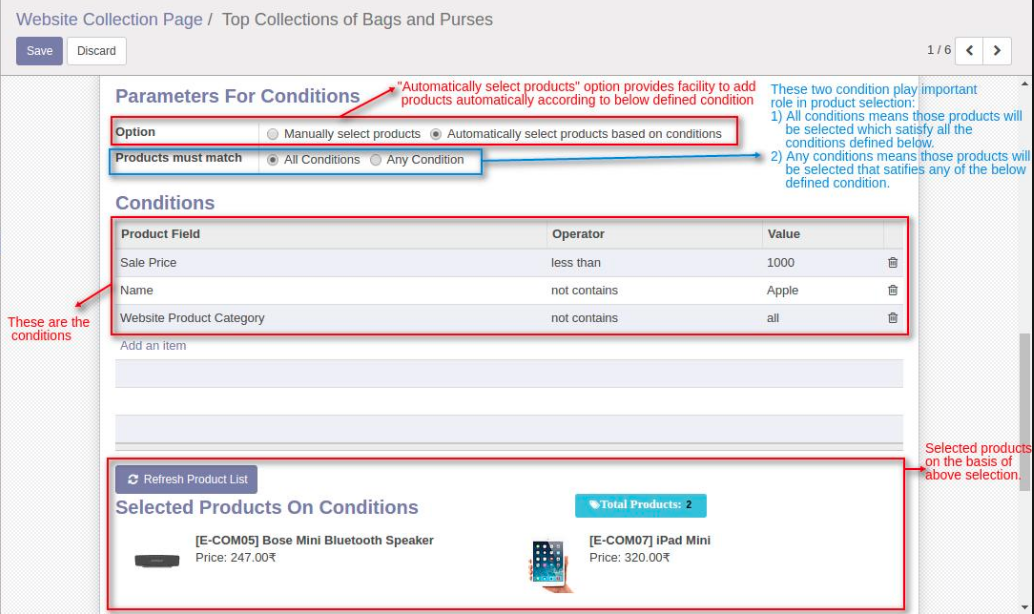 Website Collection Page / Top Collections of Bags and Purses
Save Discard
1 / 6
Parameters For Conditions
"Automatically select products" option provides facility to add
products automatically according to below defined condition
Option Manually select products Automatically select products based on conditions
Products must match All Conditions Any Condition
These two condition play important
role in product selection:
1) All conditions means those products will
be selected which satisfy all the
conditions defined below.
2) Any conditions means those products will
be selected that satifies any of the below
defined condition.
Conditions
Product Field Operator Value
Sale Price less than 1000
Name not contains Apple
Website Product Category not contains all
These are the
conditions
Add an item
Selected products
on the basis of
above selection.
Refresh Product List
Selected Products On Conditions
Total Products: 2
[E-COM05] Bose Mini Bluetooth Speaker
Price: 247.00₹
[E-COM07] iPad Mini
Price: 320.00₹